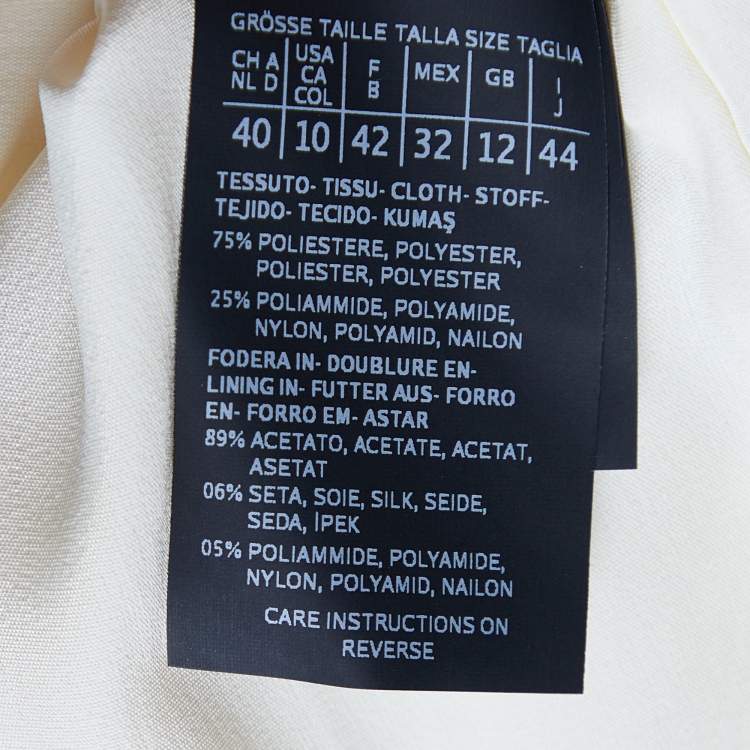 GRÖSSE TAILLE TALLA SIZE TAGLIA
CH A NL D | USA CA COL | F B | MEX | GB | I J
40 | 10 | 42 | 32 | 12 | 44
TESSUTO- TISSU- CLOTH- STOFF-
TEJIDO- TECIDO- KUMAŞ
75% POLIESTERE, POLYESTER,
POLIESTER, POLYESTER
25% POLIAMMIDE, POLYAMIDE,
NYLON, POLYAMID, NAILON
FODERA IN- DOUBLURE EN-
LINING IN- FUTTER AUS- FORRO
EN- FORRO EM- ASTAR
89% ACETATO, ACETATE, ACETAT,
ASETAT
06% SETA, SOIE, SILK, SEIDE,
SEDA, İPEK
05% POLIAMMIDE, POLYAMIDE,
NYLON, POLYAMID, NAILON
CARE INSTRUCTIONS ON
REVERSE